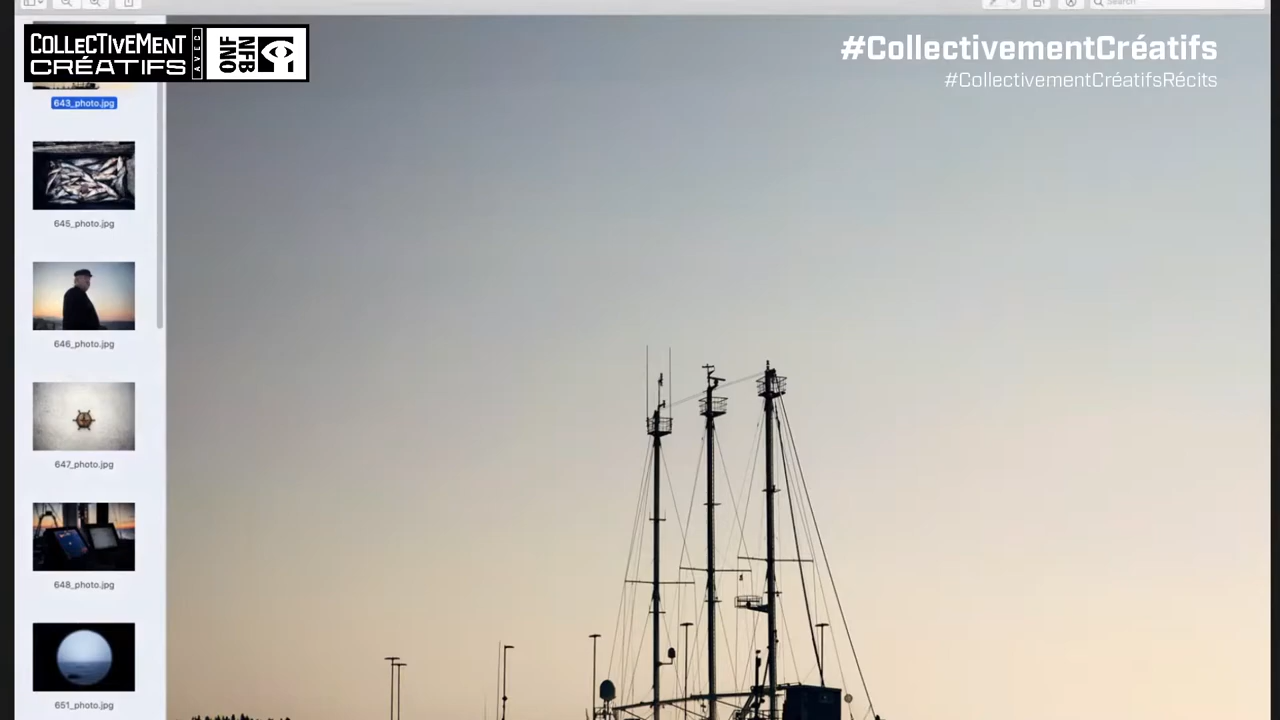 Search
COLLECTIVEMENT
CRÉATIFS
AVEC
ONF
NFB
#CollectivementCréatifs
#CollectivementCréatifsRécits
643_photo.jpg
645_photo.jpg
646_photo.jpg
647_photo.jpg
648_photo.jpg
651_photo.jpg